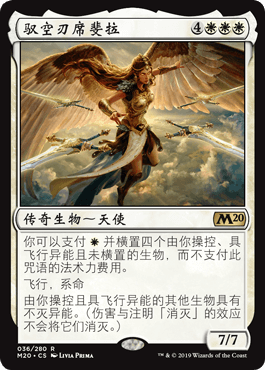 驭空刃席斐拉 4
传奇生物～天使 M20
你可以支付并横置四个由你操控、具
飞行异能且未横置的生物，而不支付此
咒语的法术力费用。
飞行，系命
由你操控且具飞行异能的其他生物具有
不灭异能。（伤害与注明「消灭」的效应
不会将它们消灭。）
7/7
036/280 R
M20 • CS LIVIA PRIMA
™ & © 2019 Wizards of the Coast